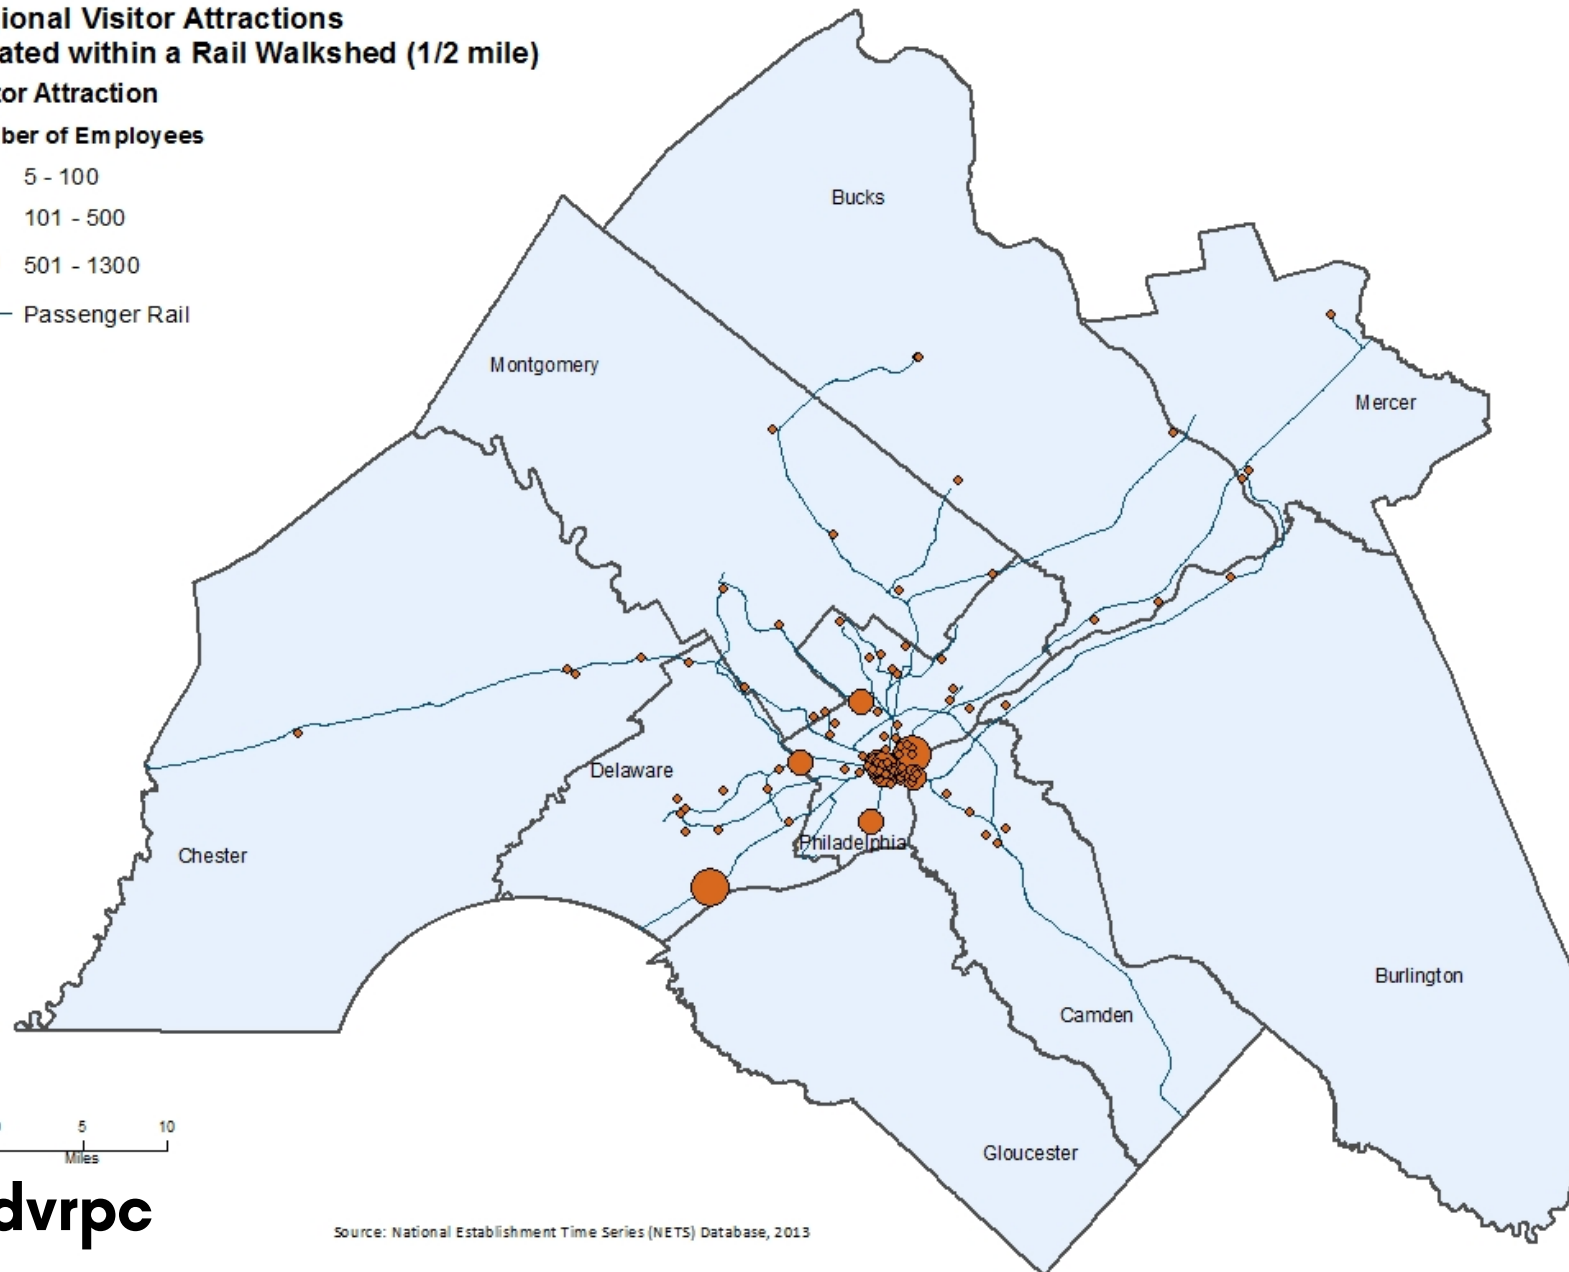 ional Visitor Attractions
ated within a Rail Walkshed (1/2 mile)
tor Attraction
ber of Employees
5 - 100
101 - 500
501 - 1300
Passenger Rail
Bucks
Montgomery
Mercer
Delaware
Chester
Philadelphia
Burlington
Camden
Gloucester
5 10
Miles
dvrpc
Source: National Establishment Time Series (NETS) Database, 2013